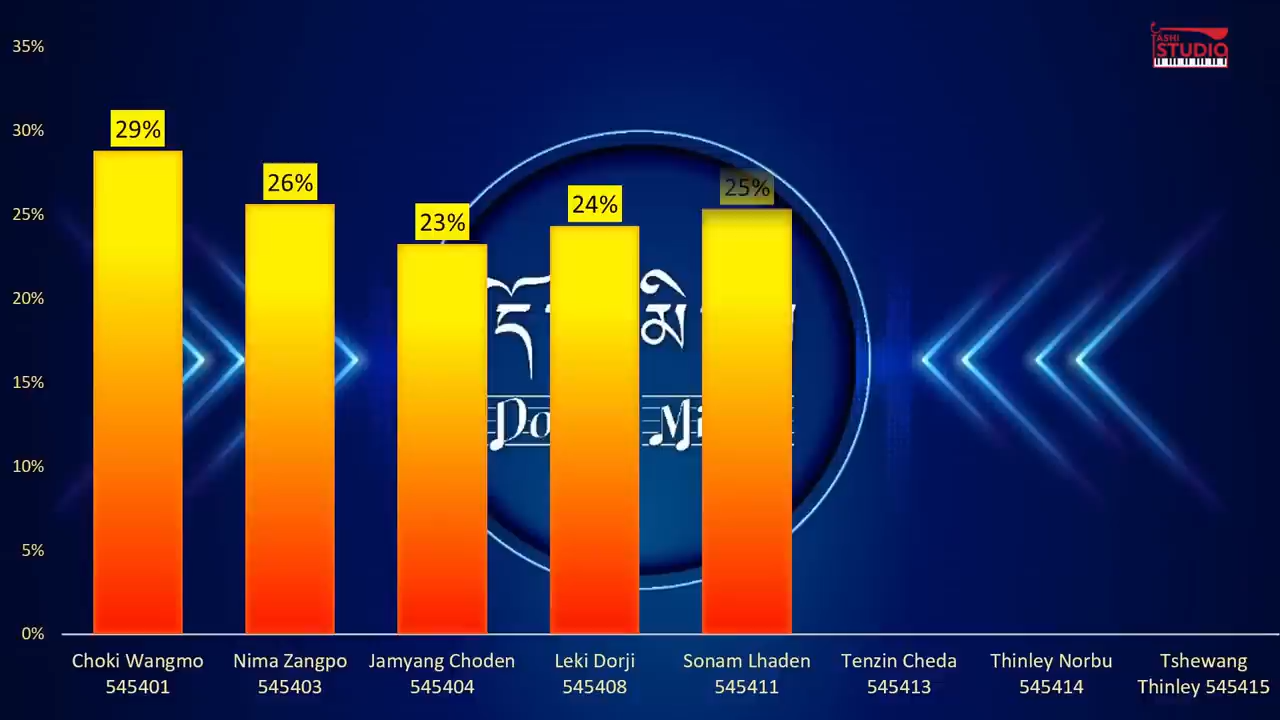 35%
TASHI
STUDIO
30%
29%
26%
25%
25%
24%
23%
20%
དོ
མི
15%
Do
Mi
10%
5%
0%
Choki Wangmo
545401
Nima Zangpo
545403
Jamyang Choden
545404
Leki Dorji
545408
Sonam Lhaden
545411
Tenzin Cheda
545413
Thinley Norbu
545414
Tshewang
Thinley 545415